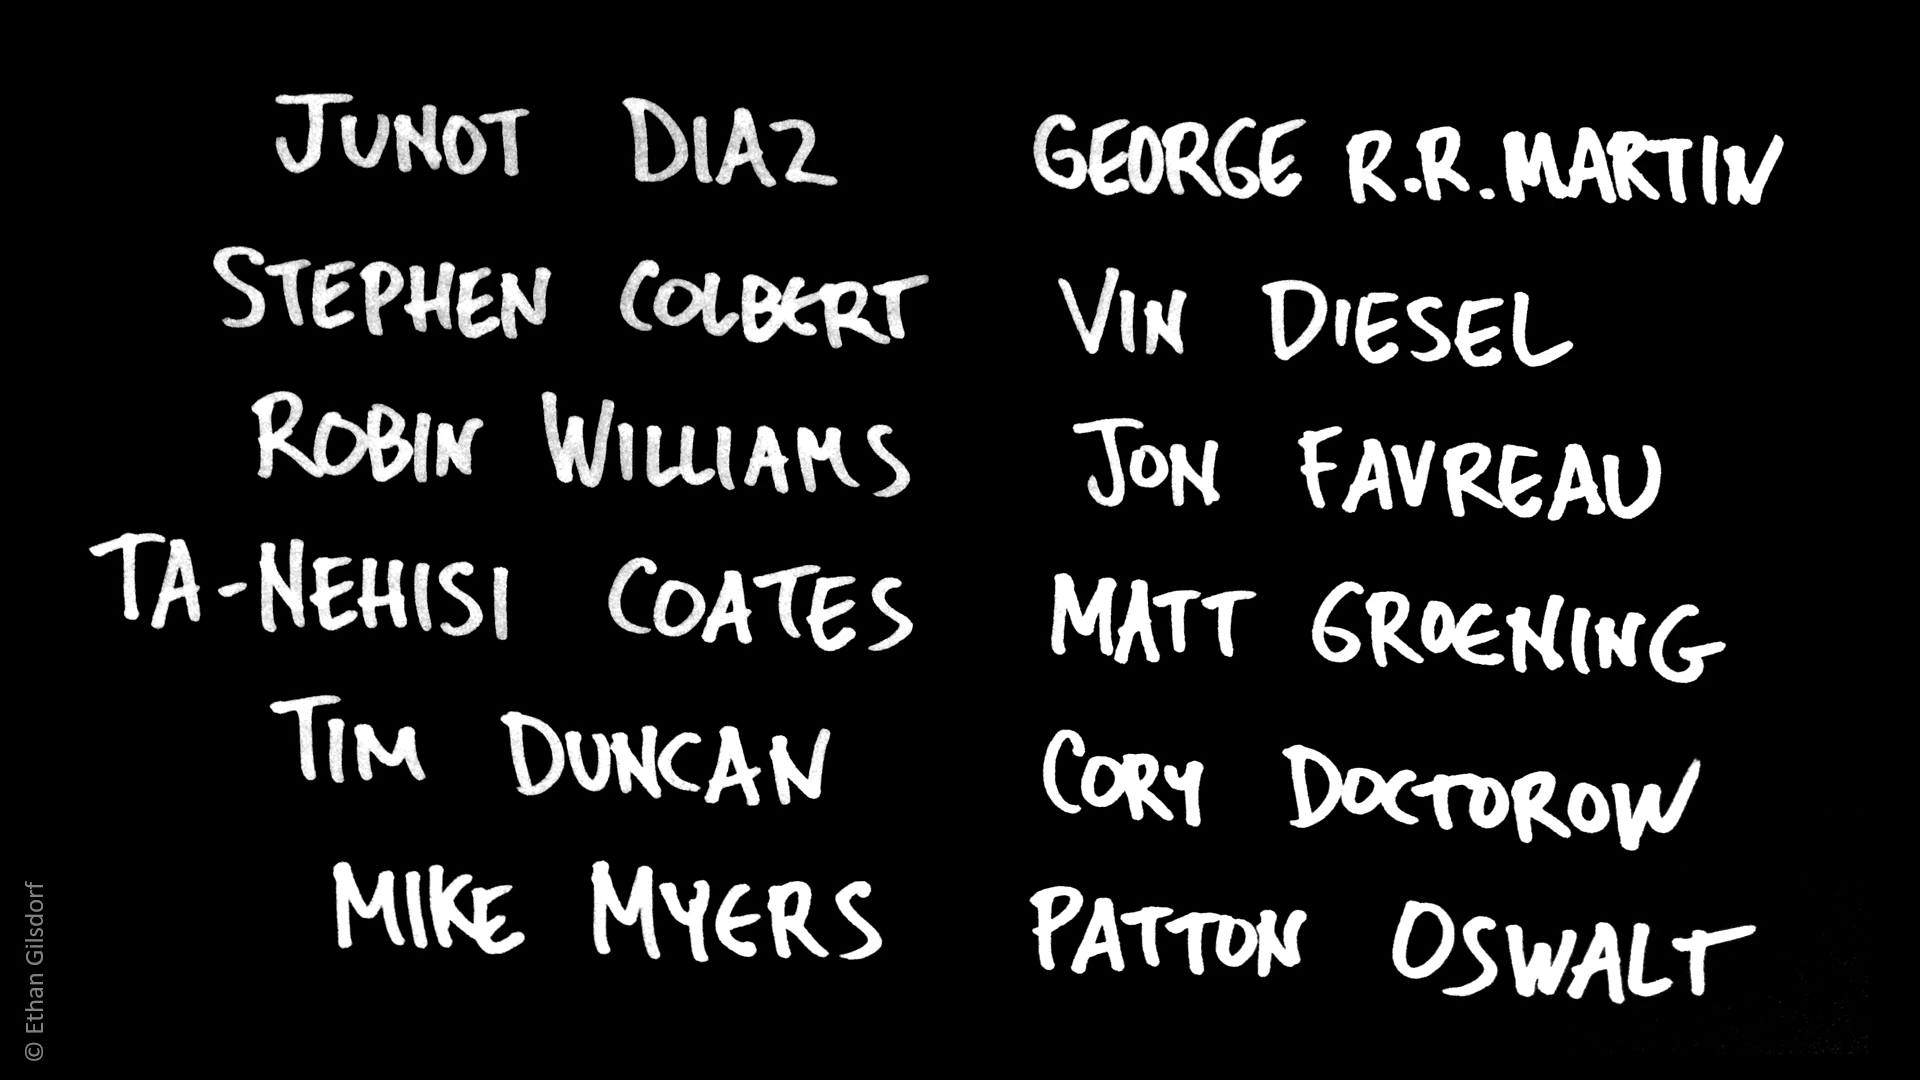 JUNOT DIAZ
STEPHEN COLBERT
ROBIN WILLIAMS
TA-NEHISI COATES
TIM DUNCAN
MIKE MYERS
GEORGE R.R. MARTIN
VIN DIESEL
JON FAVREAU
MATT GROENING
CORY DOCTOROW
PATTON OSWALT
© Ethan Gilsdorf